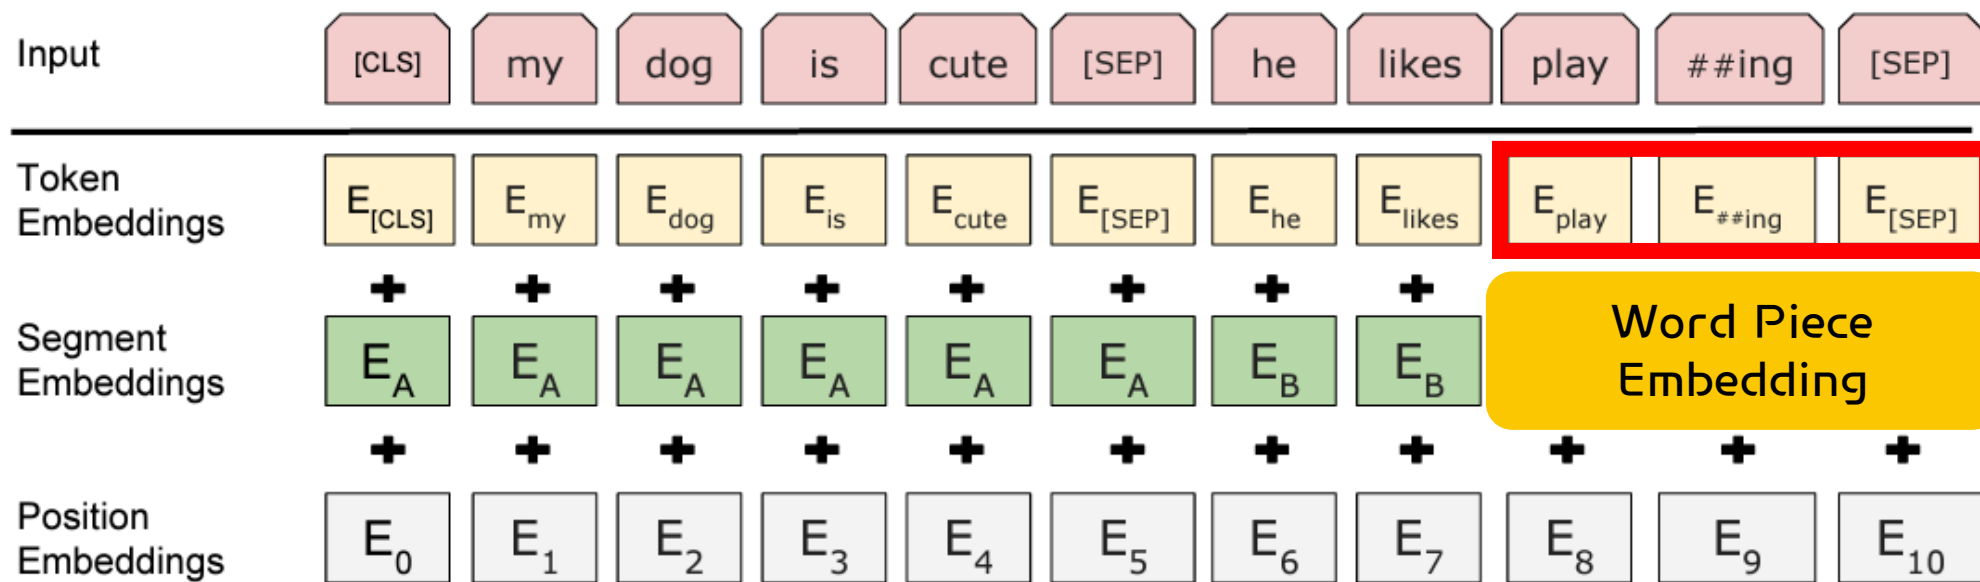 Input [CLS] my dog is cute [SEP] he likes play ##ing [SEP]
Token
Embeddings
E[CLS] Emy Edog Eis Ecute E[SEP] Ehe Elikes Eplay E##ing E[SEP]
+ + + + + + + +
Segment
Embeddings
EA EA EA EA EA EA EB EB
Word Piece
Embedding
+ + + + + + + + + + +
Position
Embeddings
E0 E1 E2 E3 E4 E5 E6 E7 E8 E9 E10